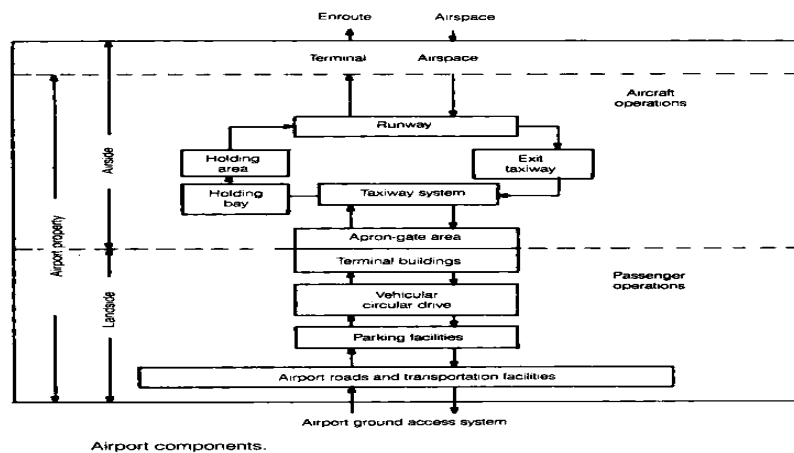 Enroute Airspace
Terminal Airspace
Aircraft
operations
Runway
Holding
area
Exit
taxiway
Holding
bay
Taxiway system
Airside
Airport property
Apron-gate area
Terminal buildings
Passenger
operations
Landside
Vehicular
circular drive
Parking facilities
Airport roads and transportation facilities
Airport ground access system
Airport components.